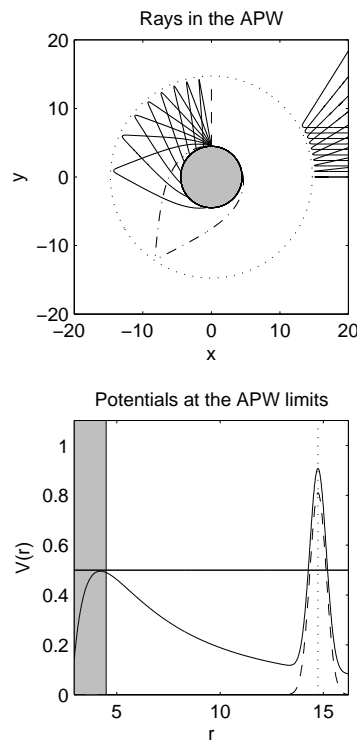 Rays in the APW
20
10
0
−10
−20
y
−20 −10 0 10 20
x
Potentials at the APW limits
1
0.8
0.6
0.4
0.2
0
V(r)
5 10 15
r